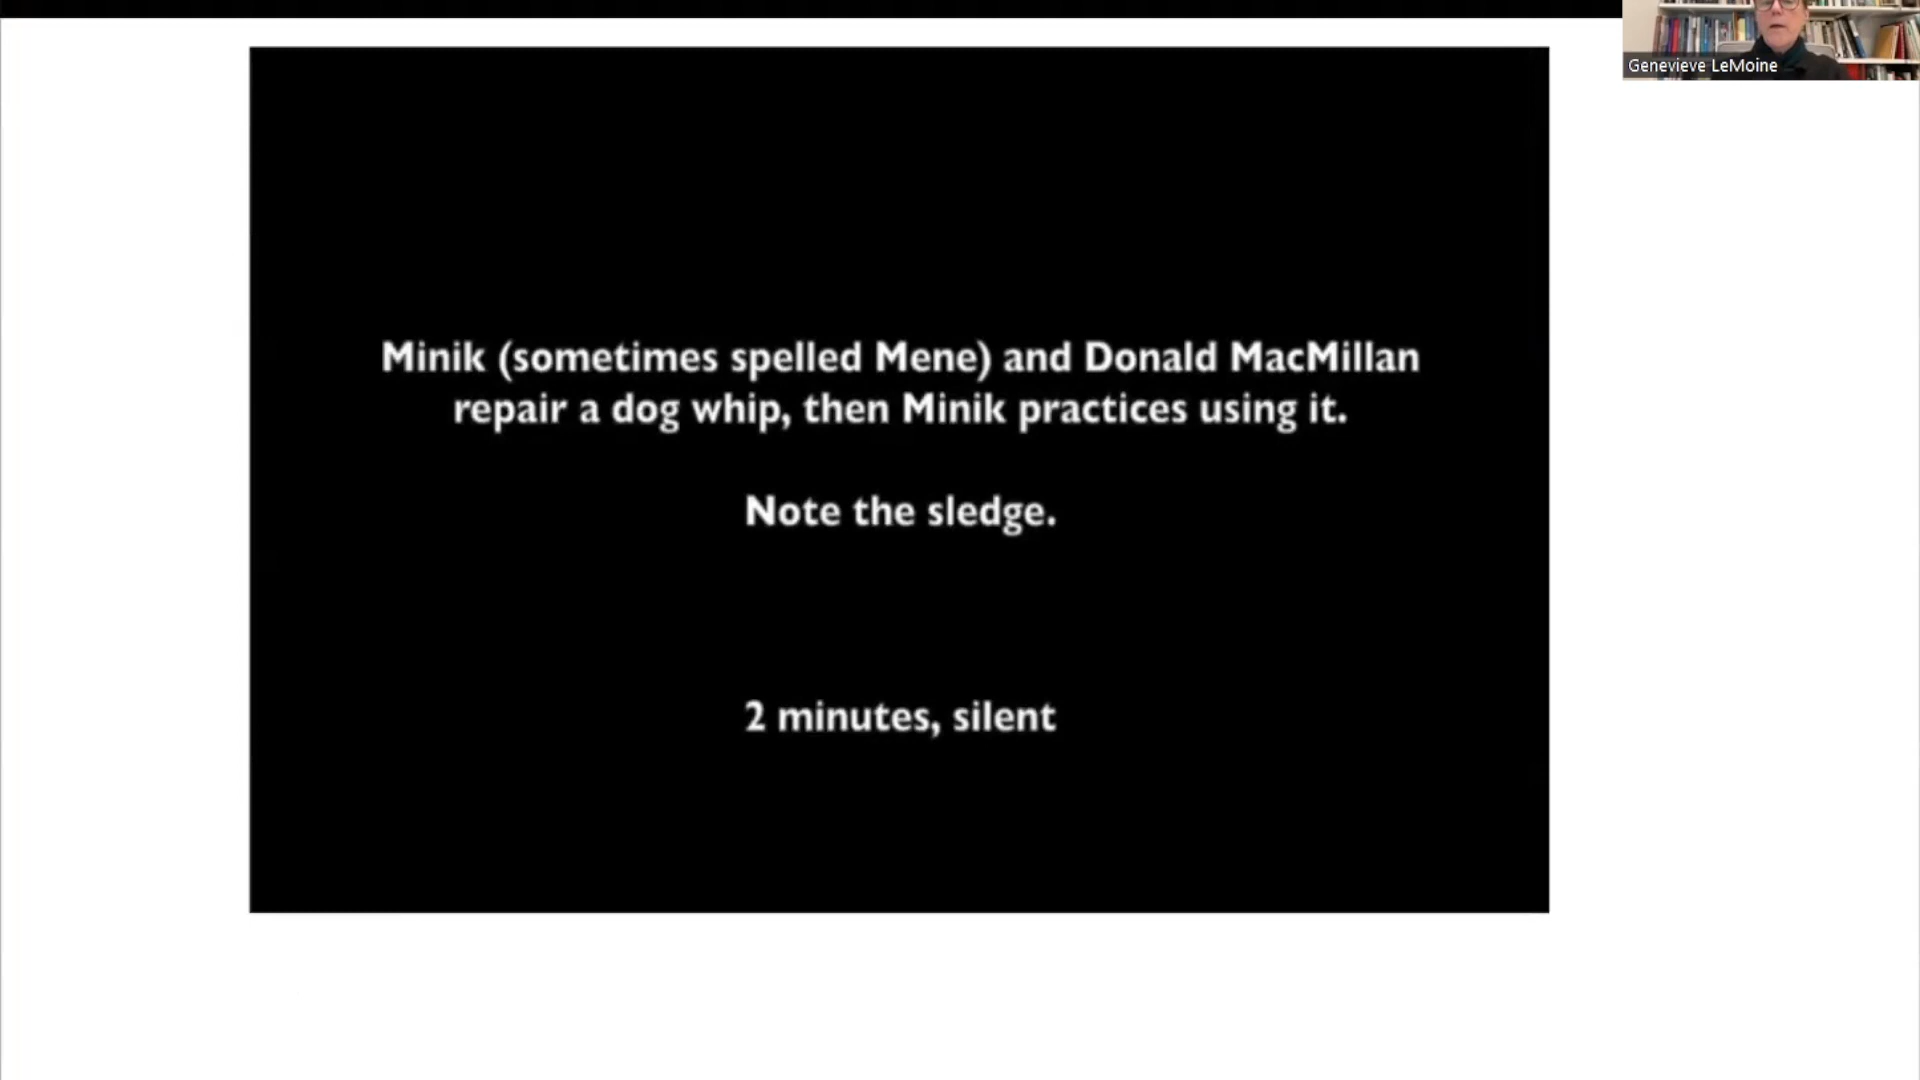 Genevieve LeMoine
Minik (sometimes spelled Mene) and Donald MacMillan
repair a dog whip, then Minik practices using it.
Note the sledge.
2 minutes, silent